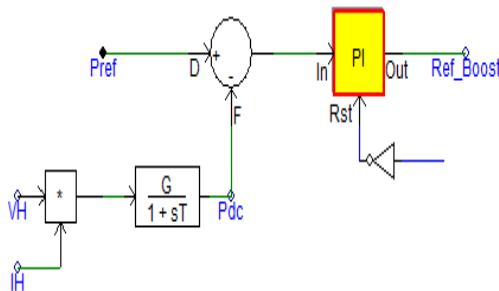 Pref
D
+
-
F
In
PI
Out
Ref_Boost
Rst
VH
*
G
1 + sT
Pdc
IH